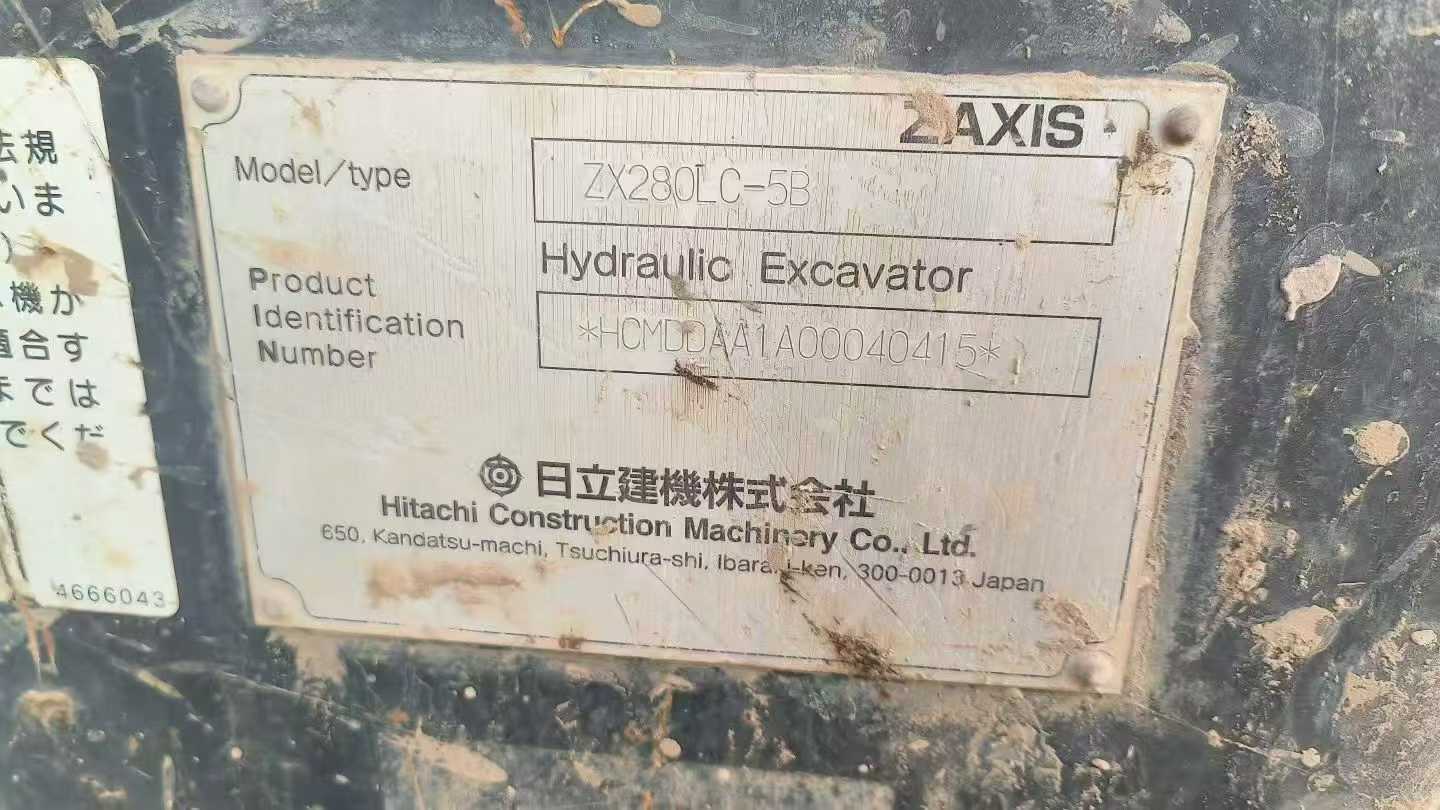 ZAXIS
Model/type
ZX280LC-5B
Hydraulic Excavator
Product
Identification
Number
*HCMDDAA1A00040415*
日立建機株式会社
Hitachi Construction Machinery Co., Ltd.
650, Kandatsu-machi, Tsuchiura-shi, Ibaraki-ken, 300-0013 Japan
法規
いま
)
機か
適合す
までは
でくだ
4666043